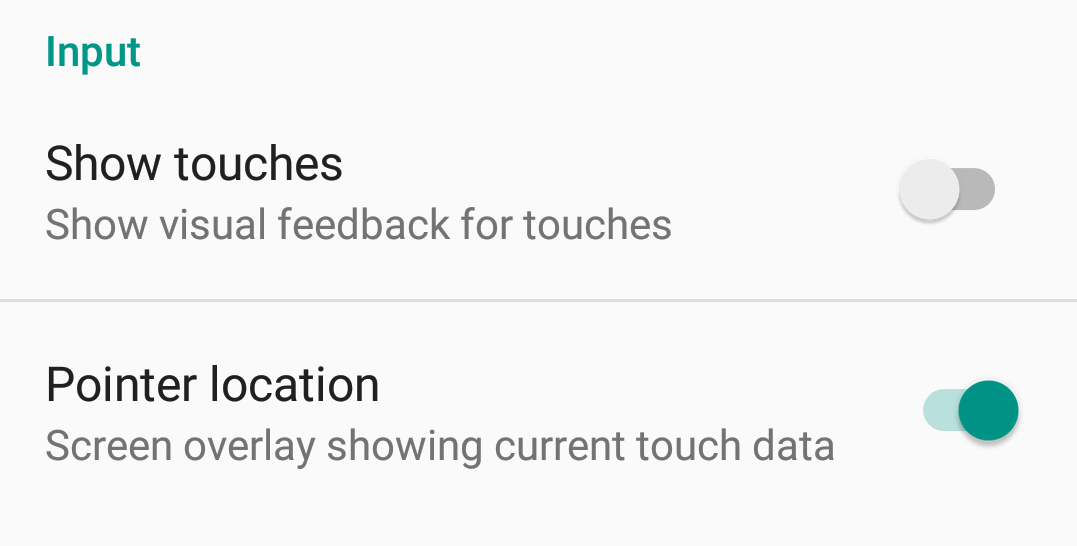 Input
Show touches
Show visual feedback for touches
Pointer location
Screen overlay showing current touch data